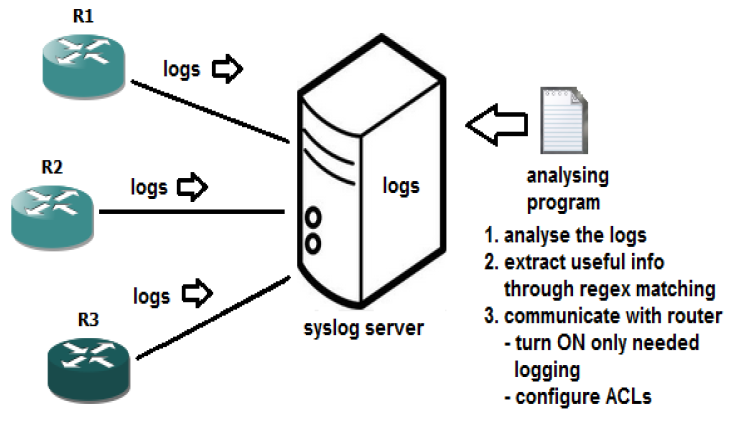 R1
logs
R2
logs
logs
R3
logs
syslog server
analysing
program
1. analyse the logs
2. extract useful info
through regex matching
3. communicate with router
- turn ON only needed
logging
- configure ACLs